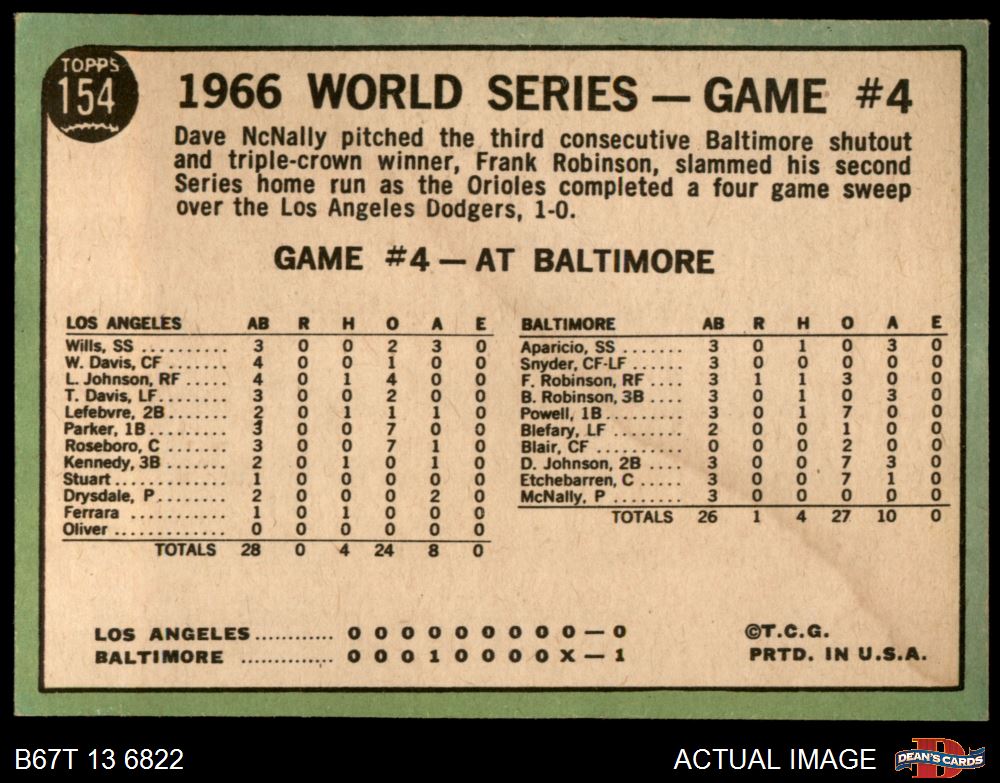 TOPPS
154
1966 WORLD SERIES — GAME #4
Dave NcNally pitched the third consecutive Baltimore shutout
and triple-crown winner, Frank Robinson, slammed his second
Series home run as the Orioles completed a four game sweep
over the Los Angeles Dodgers, 1-0.
GAME #4 — AT BALTIMORE
LOS ANGELES AB R H O A E
Wills, SS .......... 3 0 0 2 3 0
W. Davis, CF ....... 4 0 0 1 0 0
L. Johnson, RF ..... 4 0 1 4 0 0
T. Davis, LF........ 3 0 0 2 0 0
Lefebvre, 2B....... 2 0 1 1 1 0
Parker, 1B ......... 3 0 0 7 0 0
Roseboro, C ....... 3 0 0 7 1 0
Kennedy, 3B ....... 2 0 1 0 1 0
Stuart .............. 1 0 0 0 0 0
Drysdale, P......... 2 0 0 0 2 0
Ferrara ............ 1 0 1 0 0 0
Oliver .............. 0 0 0 0 0 0
TOTALS 28 0 4 24 8 0
BALTIMORE AB R H O A E
Aparicio, SS ....... 3 0 1 0 3 0
Snyder, CF-LF ...... 3 0 0 0 0 0
F. Robinson, RF .... 3 1 1 3 0 0
B. Robinson, 3B .... 3 0 1 0 3 0
Powell, 1B ......... 3 0 1 7 0 0
Blefary, LF ........ 2 0 0 1 0 0
Blair, CF .......... 0 0 0 2 0 0
D. Johnson, 2B .... 3 0 0 7 3 0
Etchebarren, C ..... 3 0 0 7 1 0
McNally, P ......... 3 0 0 0 0 0
TOTALS 26 1 4 27 10 0
LOS ANGELES............ 0 0 0 0 0 0 0 0 0 — 0
BALTIMORE .............. 0 0 0 1 0 0 0 0 X — 1
©T.C.G.
PRTD. IN U.S.A.
B67T 13 6822
ACTUAL IMAGE
D
DEAN'S CARDS